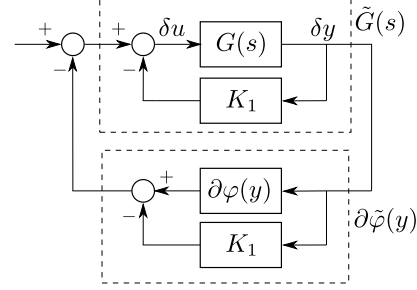 + + δu G(s) δy G̃(s)
− −
K₁
+ ∂φ(y)
− K₁ ∂φ̃(y)